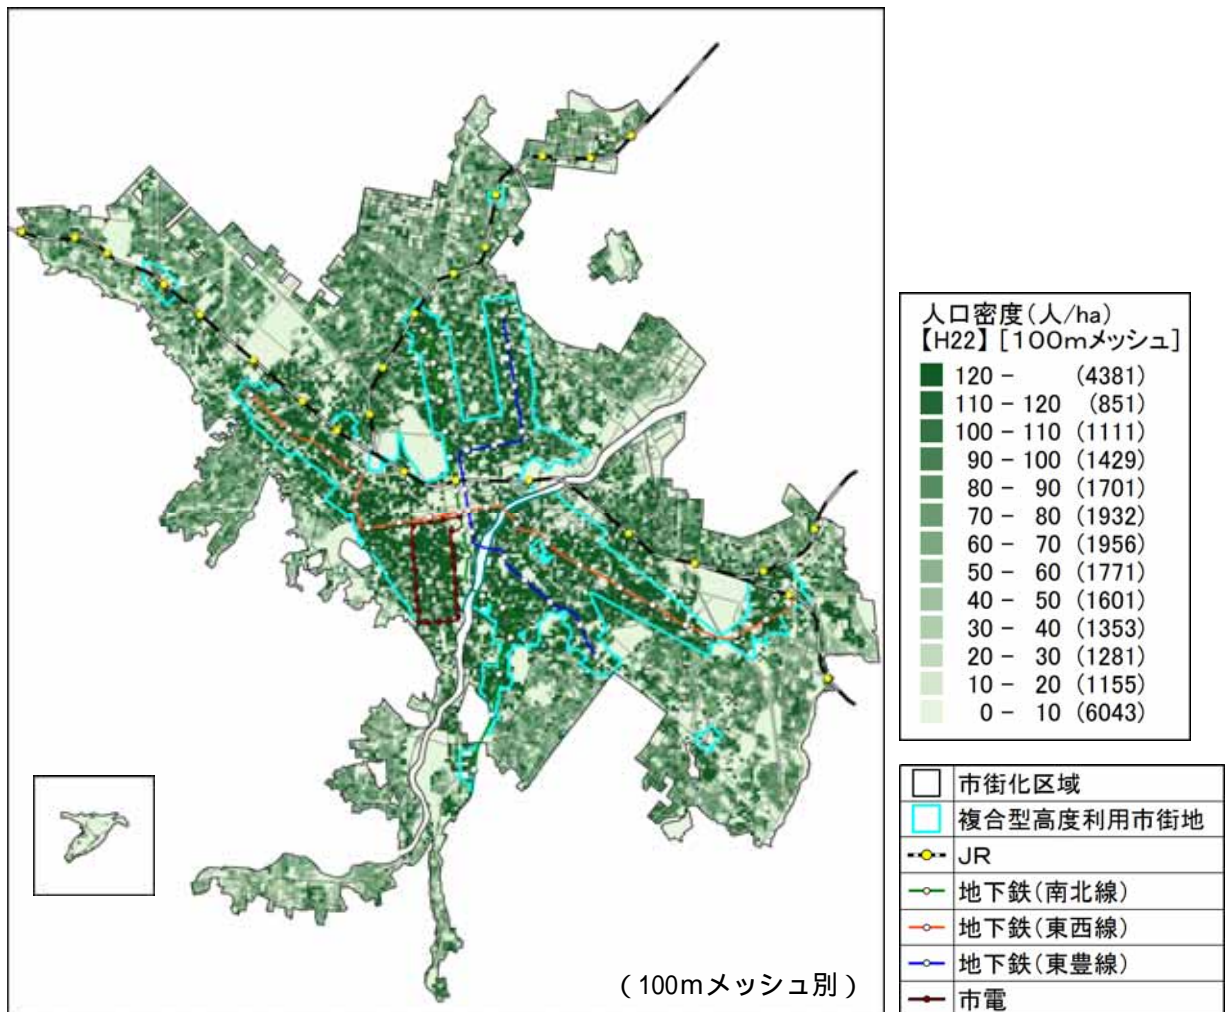 人口密度(人/ha)
【H22】[100mメッシュ]
120 - (4381)
110 - 120 (851)
100 - 110 (1111)
90 - 100 (1429)
80 - 90 (1701)
70 - 80 (1932)
60 - 70 (1956)
50 - 60 (1771)
40 - 50 (1601)
30 - 40 (1353)
20 - 30 (1281)
10 - 20 (1155)
0 - 10 (6043)
市街化区域
複合型高度利用市街地
JR
地下鉄(南北線)
地下鉄(東西線)
地下鉄(東豊線)
市電
(100mメッシュ別)